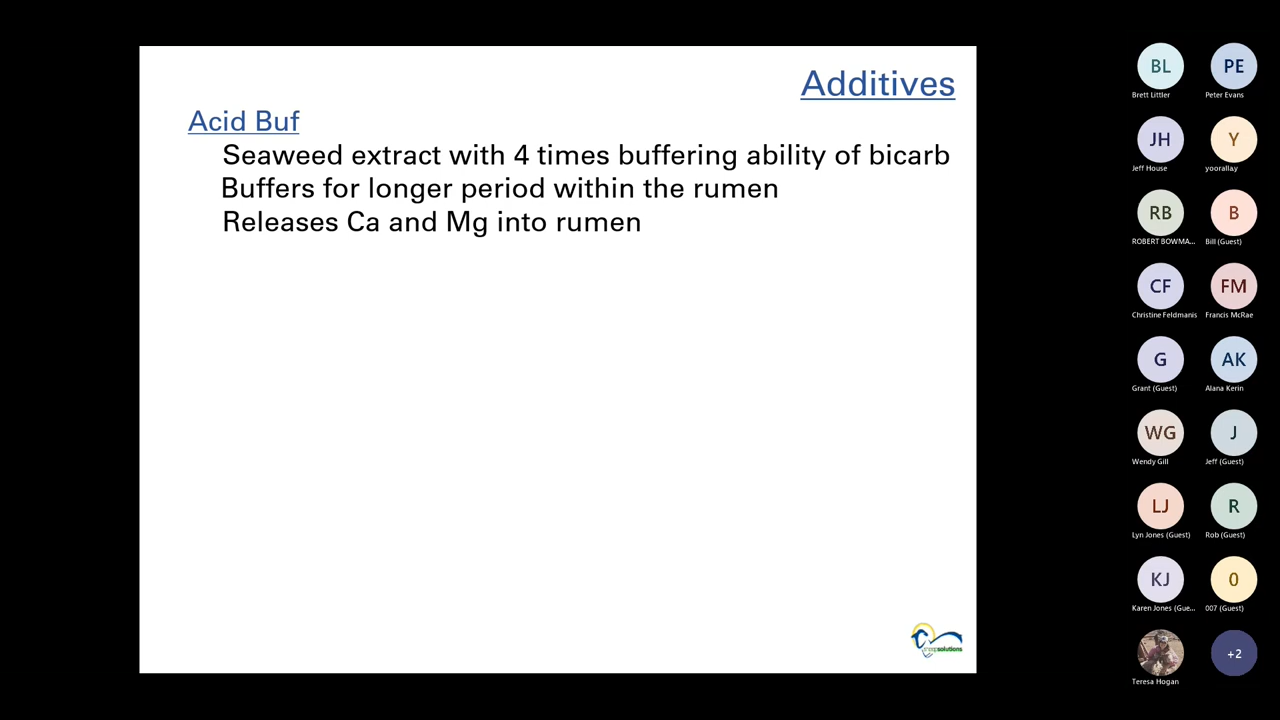 Additives
Acid Buf
Seaweed extract with 4 times buffering ability of bicarb
Buffers for longer period within the rumen
Releases Ca and Mg into rumen
sheepsolutions
BL
PE
Brett Littler
Peter Evans
JH
Y
Jeff House
yoorallay
RB
B
ROBERT BOWMA...
Bill (Guest)
CF
FM
Christine Feldmanis
Francis McRae
G
AK
Grant (Guest)
Alana Kerin
WG
J
Wendy Gill
Jeff (Guest)
LJ
R
Lyn Jones (Guest)
Rob (Guest)
KJ
0
Karen Jones (Gue...
007 (Guest)
+2
Teresa Hogan